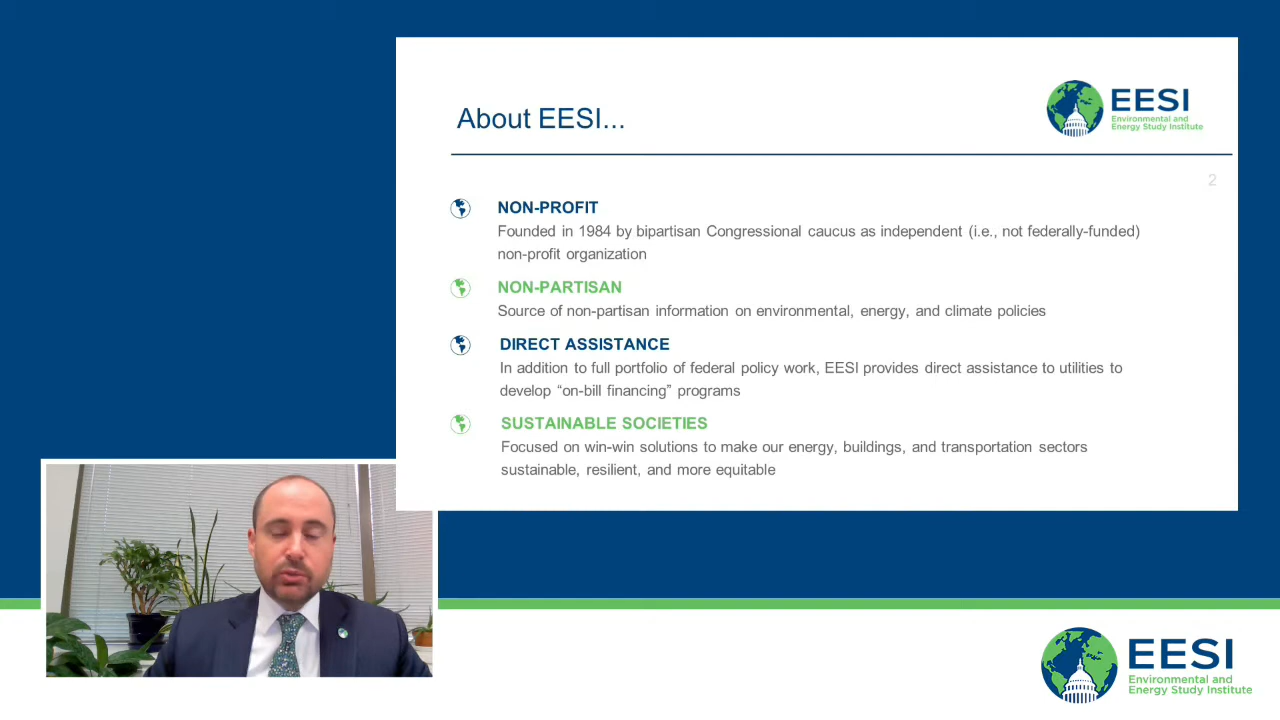 About EESI...
EESI
Environmental and
Energy Study Institute
2
NON-PROFIT
Founded in 1984 by bipartisan Congressional caucus as independent (i.e., not federally-funded)
non-profit organization
NON-PARTISAN
Source of non-partisan information on environmental, energy, and climate policies
DIRECT ASSISTANCE
In addition to full portfolio of federal policy work, EESI provides direct assistance to utilities to
develop “on-bill financing” programs
SUSTAINABLE SOCIETIES
Focused on win-win solutions to make our energy, buildings, and transportation sectors
sustainable, resilient, and more equitable
EESI
Environmental and
Energy Study Institute